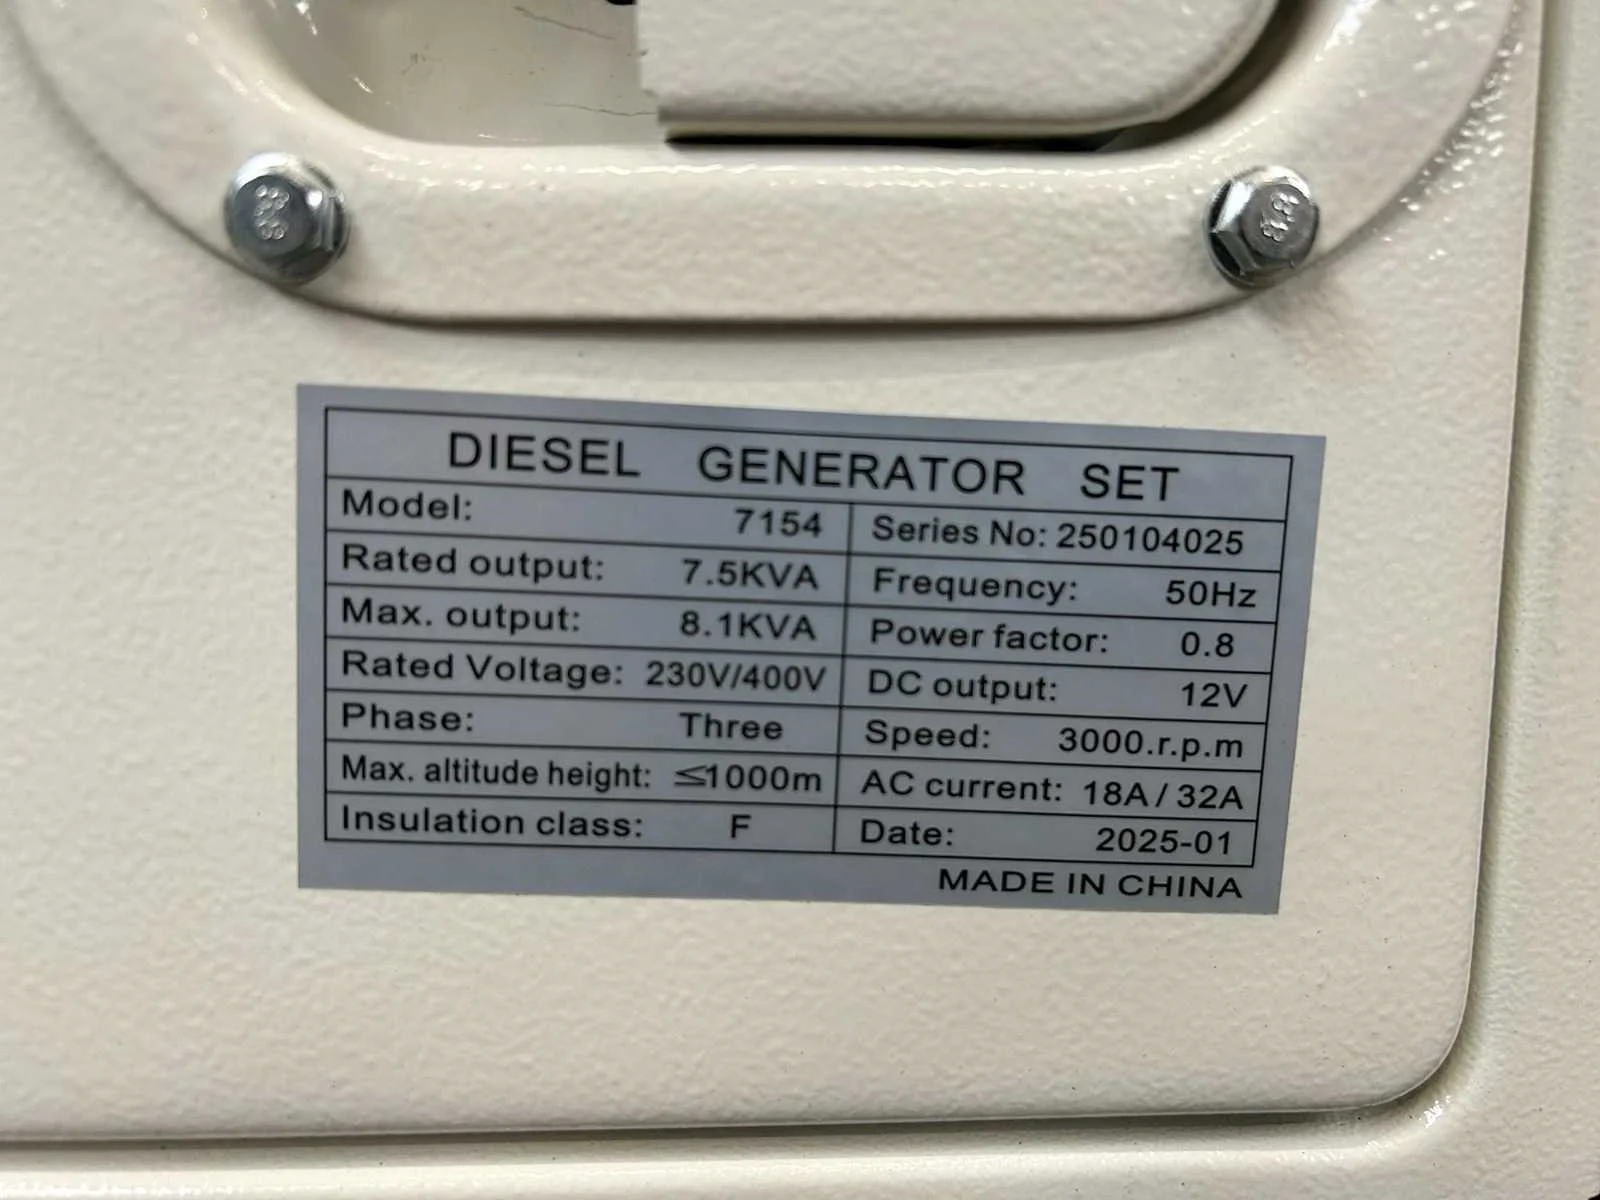 DIESEL GENERATOR SET
Model: 7154 Series No: 250104025
Rated output: 7.5KVA Frequency: 50Hz
Max. output: 8.1KVA Power factor: 0.8
Rated Voltage: 230V/400V DC output: 12V
Phase: Three Speed: 3000.r.p.m
Max. altitude height: ≤1000m AC current: 18A/32A
Insulation class: F Date: 2025-01
MADE IN CHINA